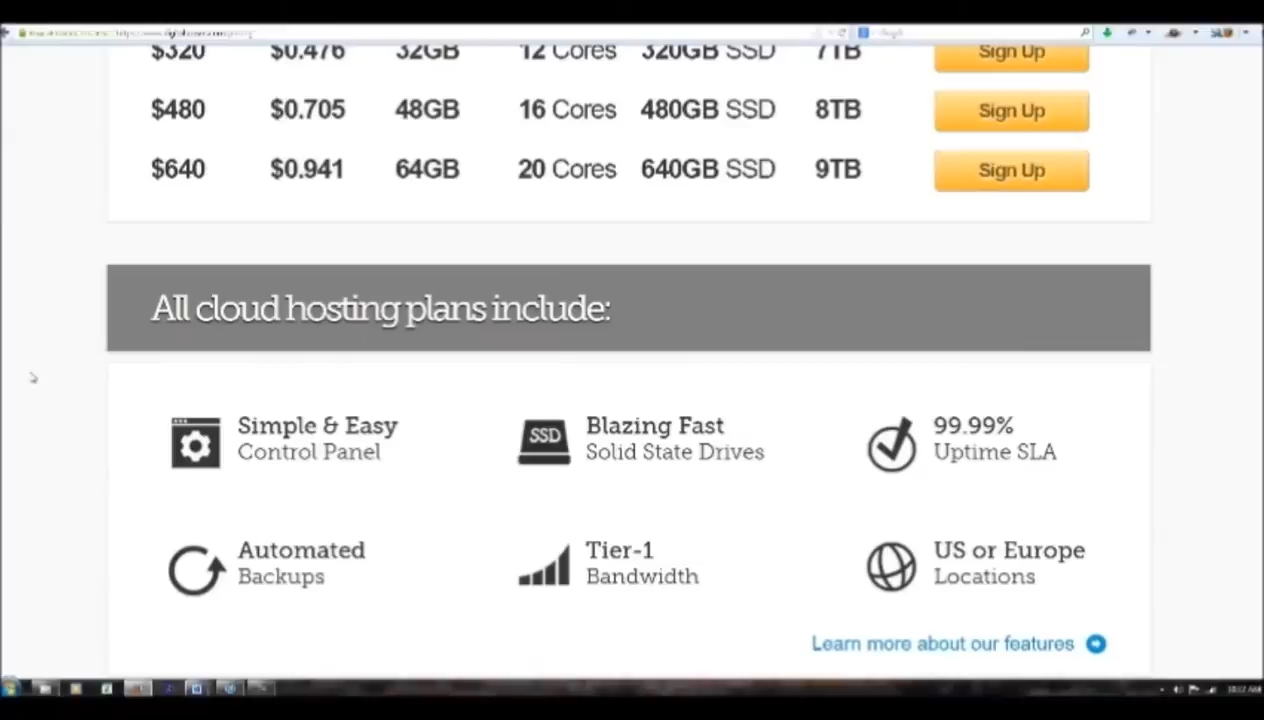 $320 $0.476 32GB 12 Cores 320GB SSD 7TB Sign Up
$480 $0.705 48GB 16 Cores 480GB SSD 8TB Sign Up
$640 $0.941 64GB 20 Cores 640GB SSD 9TB Sign Up
All cloud hosting plans include:
Simple & Easy
Control Panel
SSD
Blazing Fast
Solid State Drives
99.99%
Uptime SLA
Automated
Backups
Tier-1
Bandwidth
US or Europe
Locations
Learn more about our features